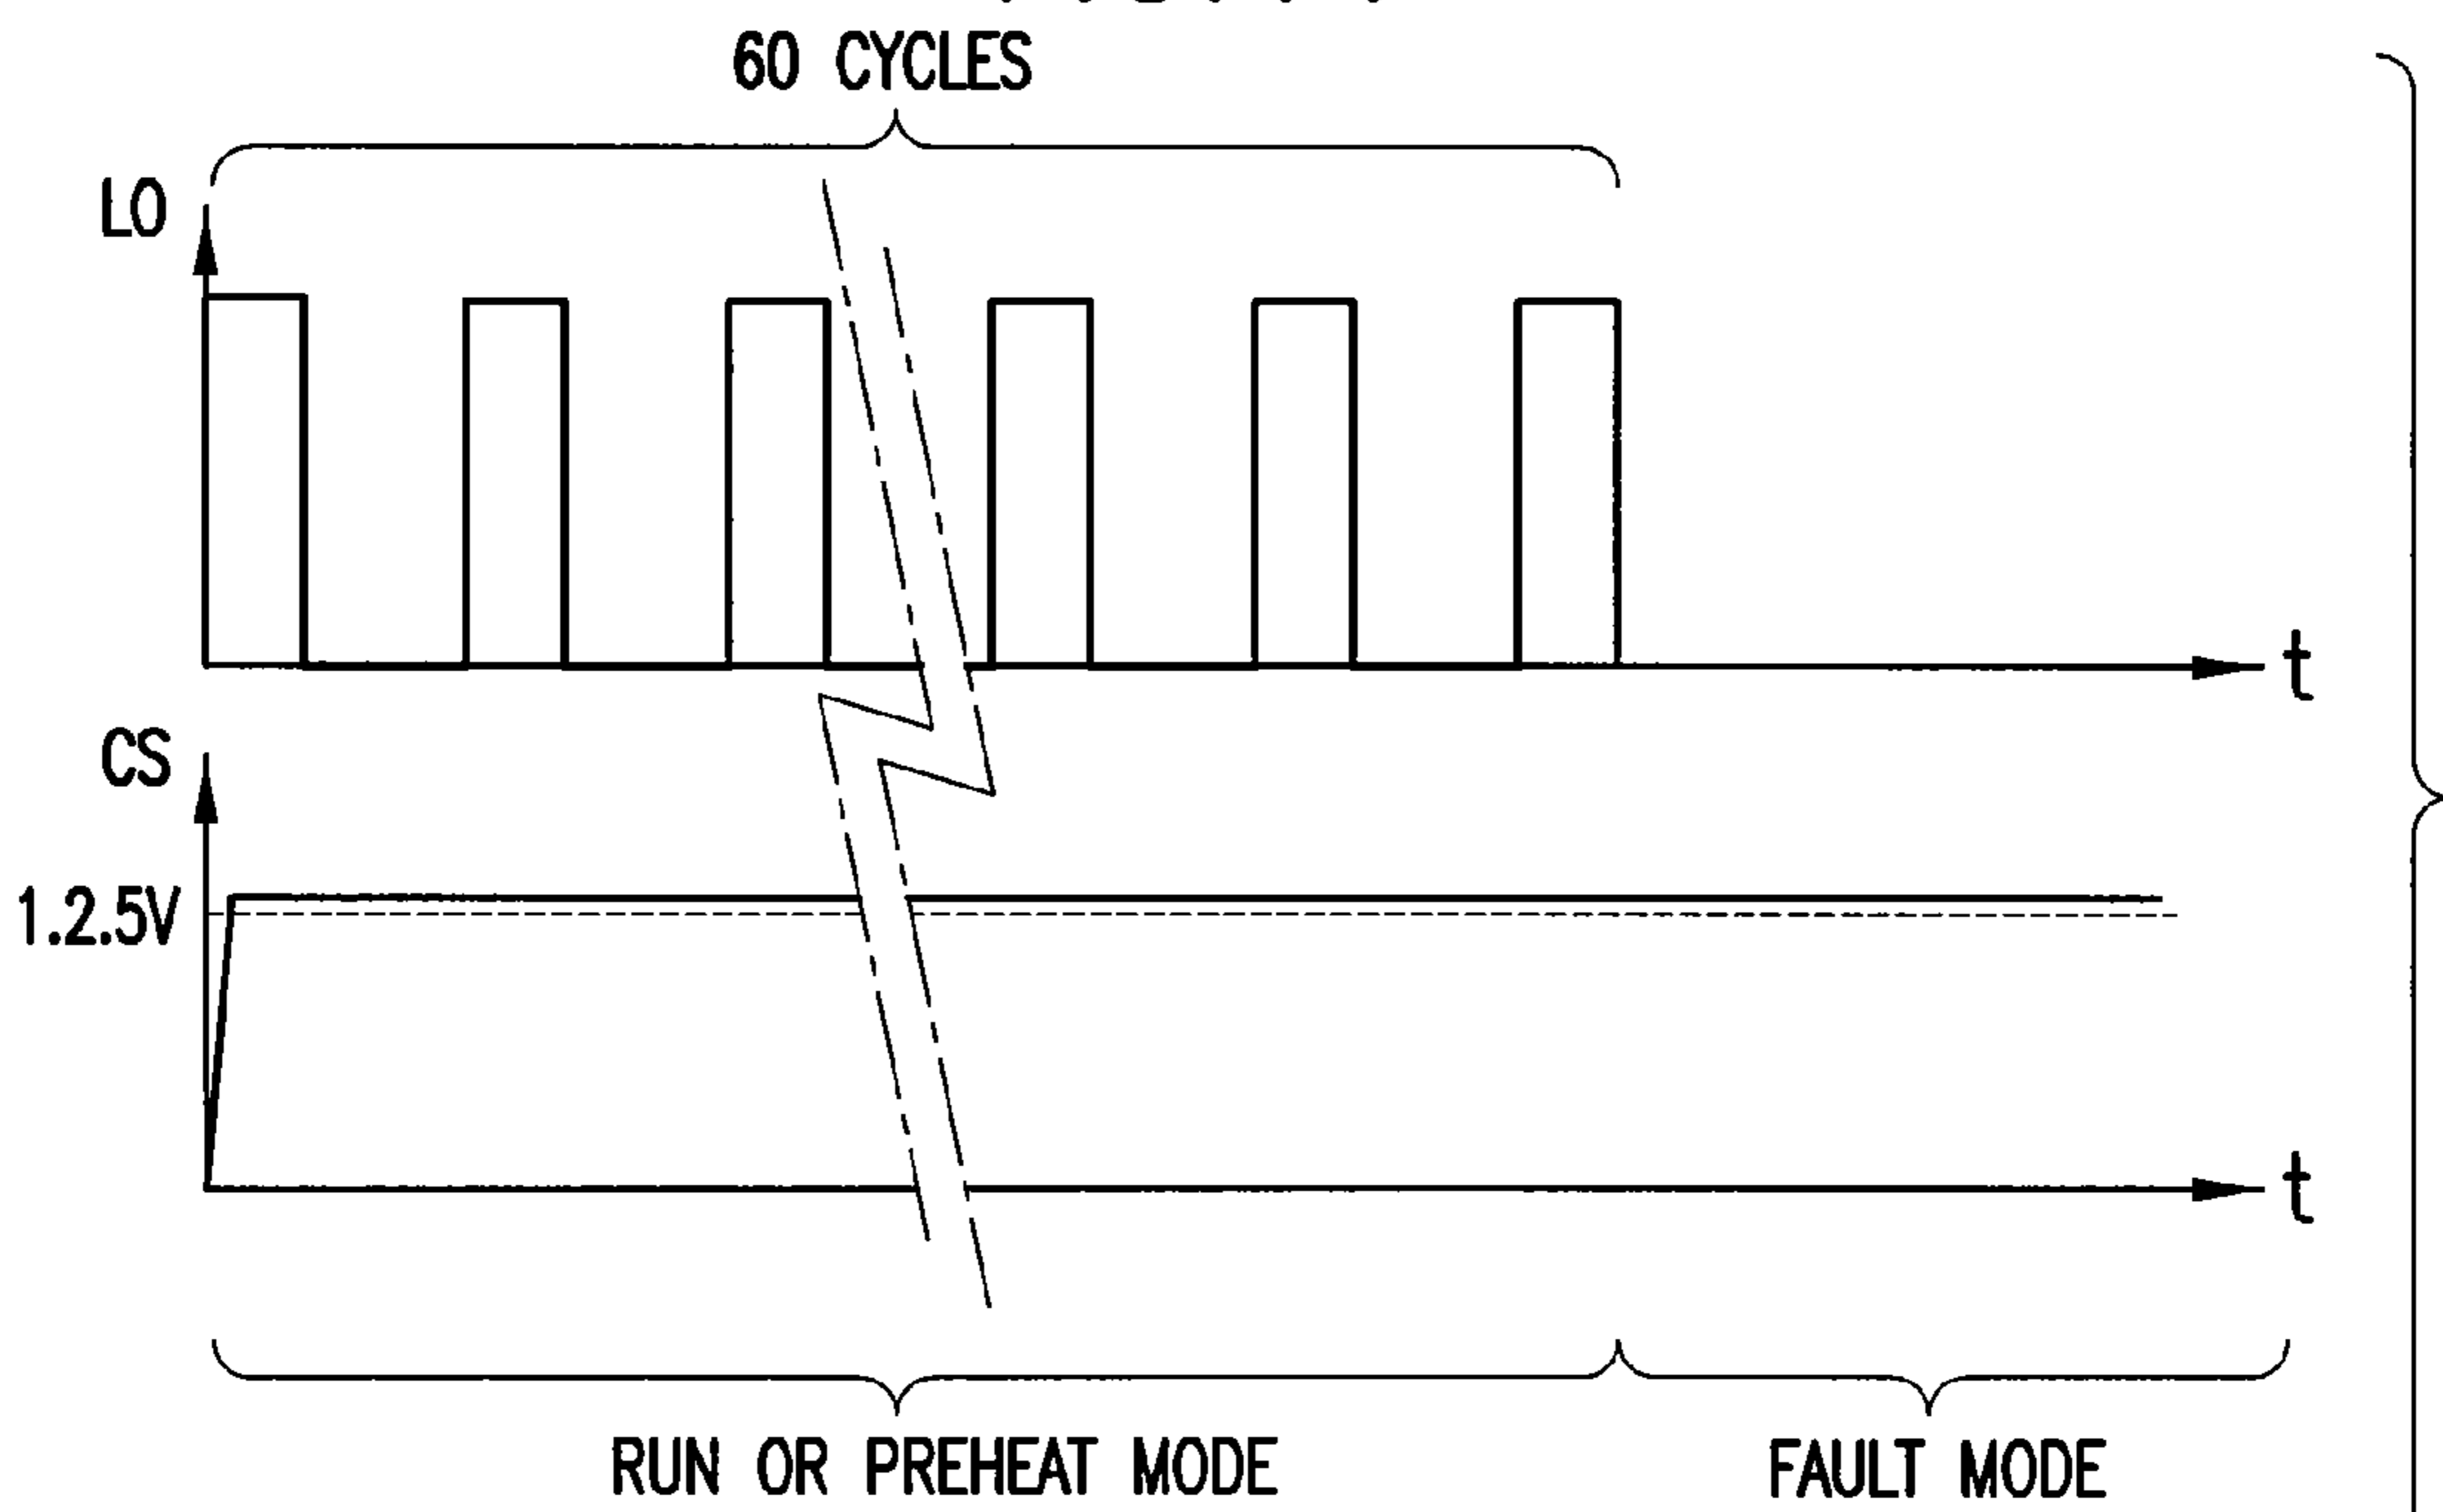 60 CYCLES
LO
t
CS
1.2.5V
t
RUN OR PREHEAT MODE
FAULT MODE